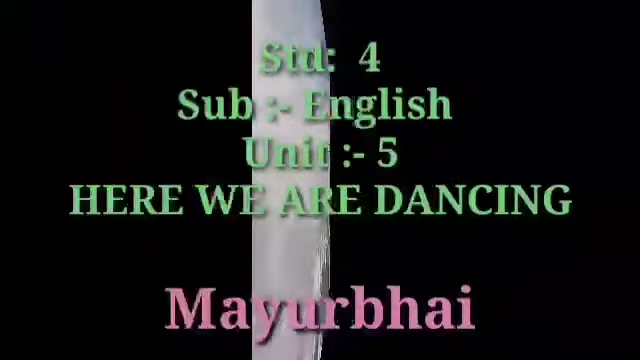 Std:  4
Sub :- English
Unit :- 5
HERE WE ARE DANCING
Mayurbhai